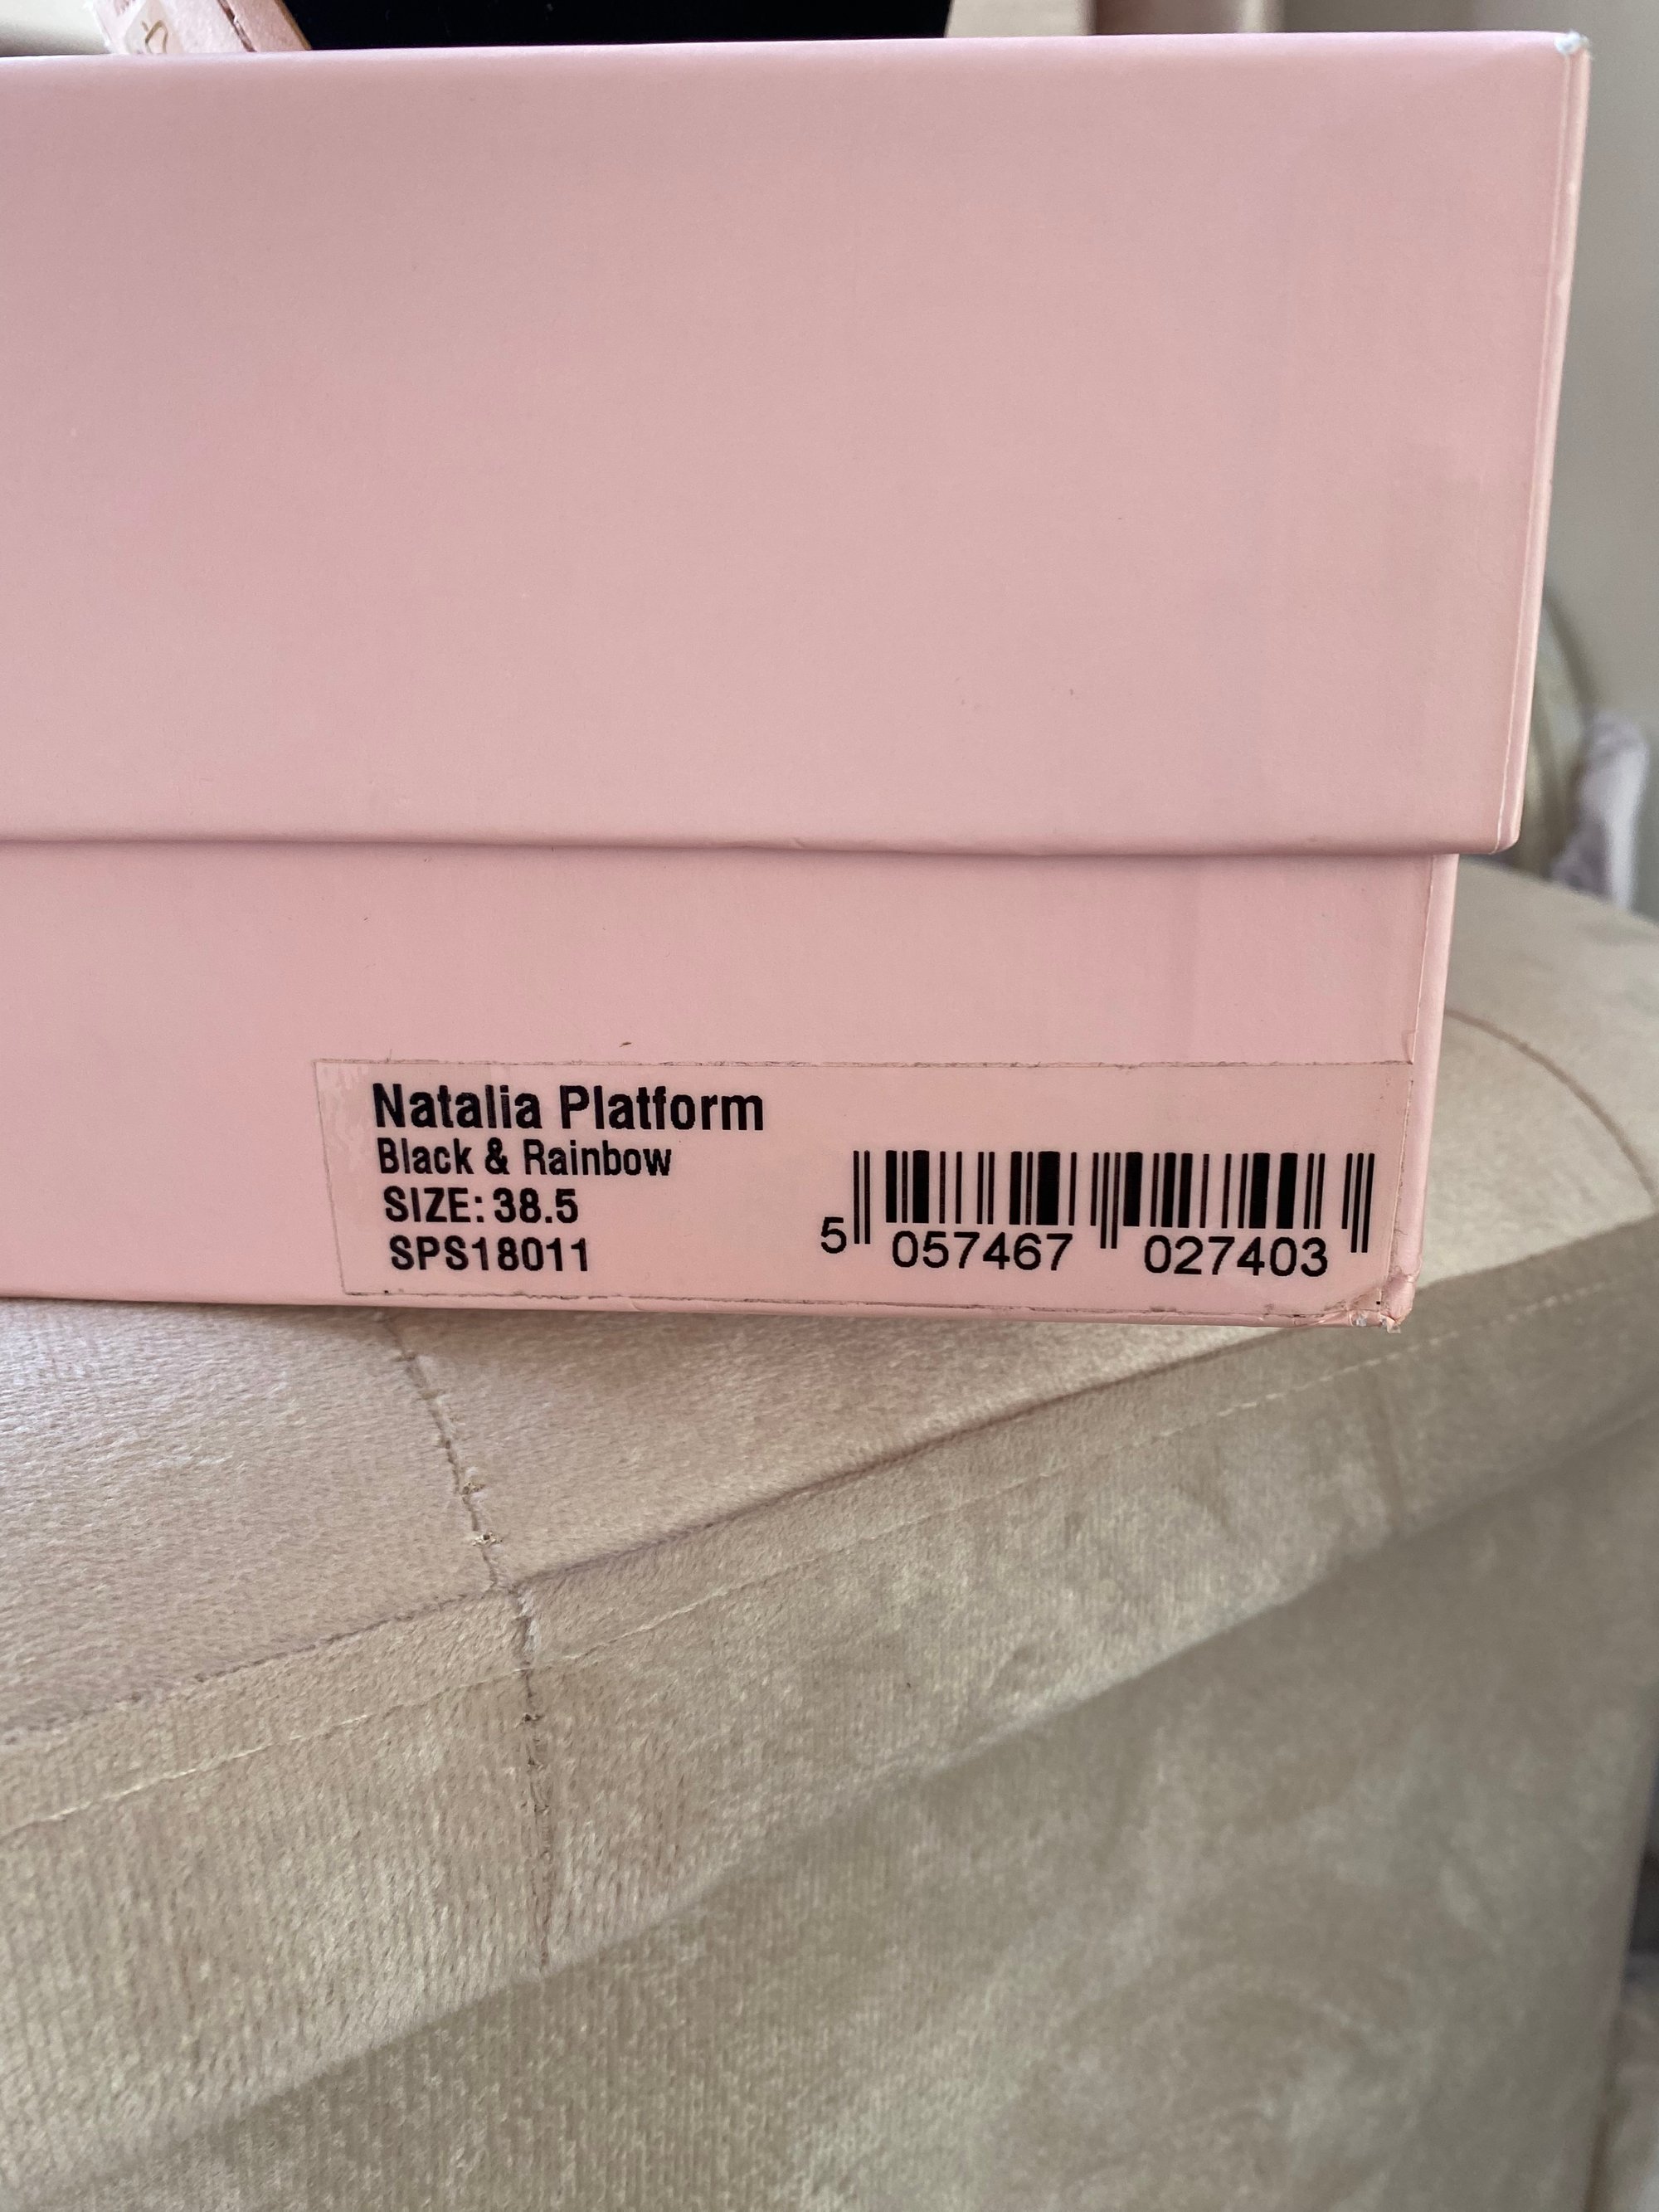 Natalia Platform
Black & Rainbow
SIZE: 38.5
SPS18011
5 057467 027403